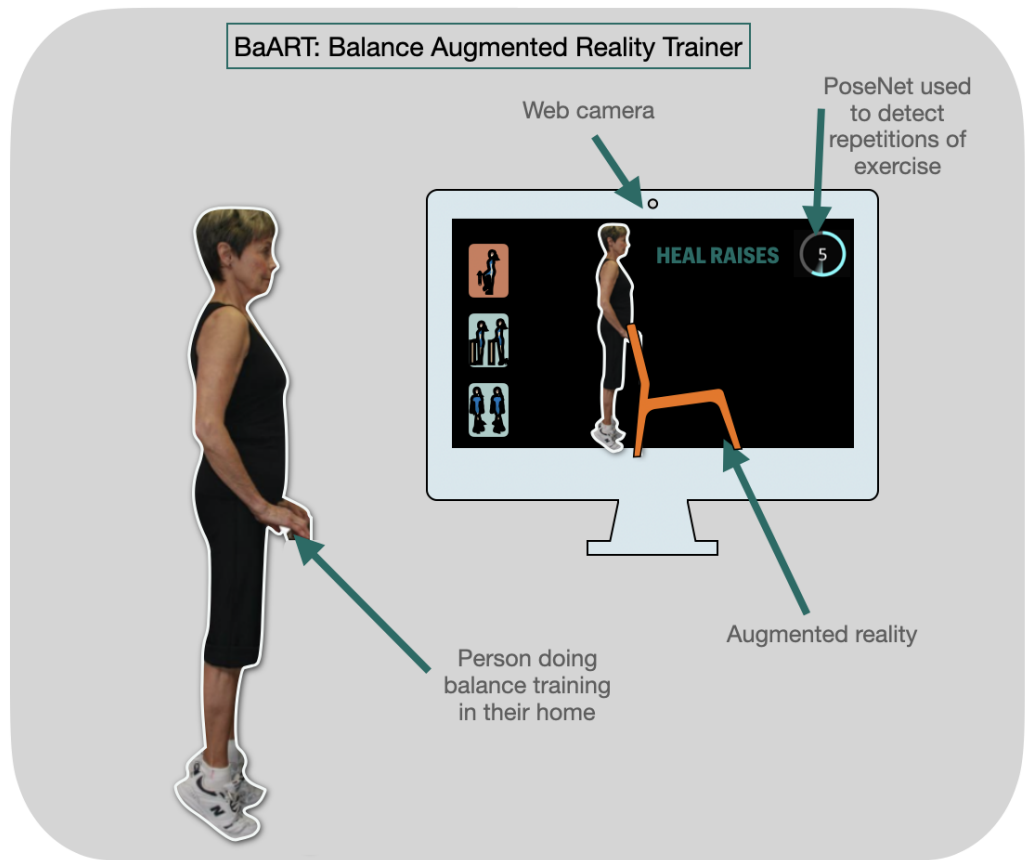 BaART: Balance Augmented Reality Trainer
PoseNet used
to detect
repetitions of
exercise
Web camera
HEAL RAISES
5
Augmented reality
Person doing
balance training
in their home
N